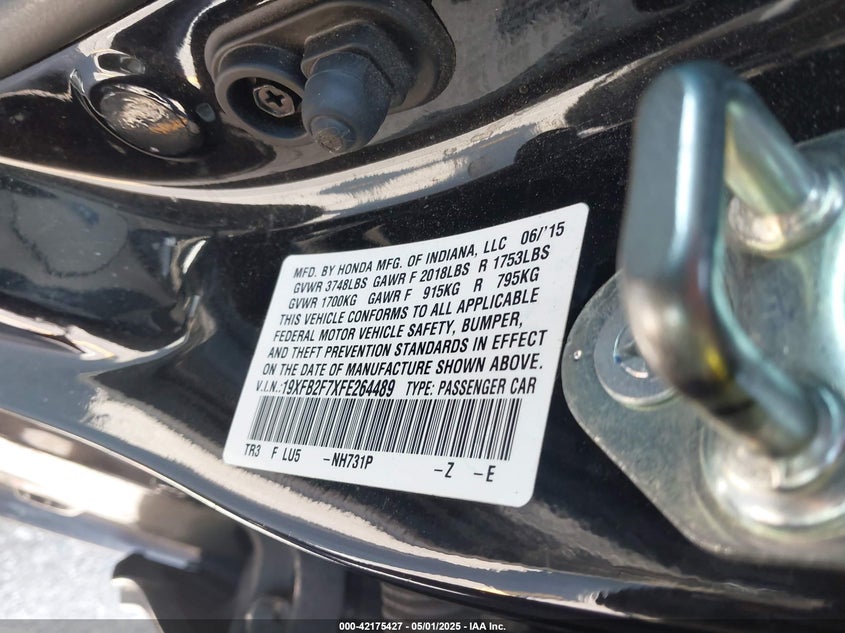 MFD. BY HONDA MFG. OF INDIANA, LLC 06/'15
GVWR 3748LBS GAWR F 2018LBS R 1753LBS
GVWR 1700KG GAWR F 915KG R 795KG
THIS VEHICLE CONFORMS TO ALL APPLICABLE
FEDERAL MOTOR VEHICLE SAFETY, BUMPER,
AND THEFT PREVENTION STANDARDS IN EFFECT
ON THE DATE OF MANUFACTURE SHOWN ABOVE.
V.I.N.:19XFB2F7XFE264489 TYPE: PASSENGER CAR
TR3 F LU5 -NH731P -Z -E
000-42175427 - 05/01/2025 - IAA Inc.